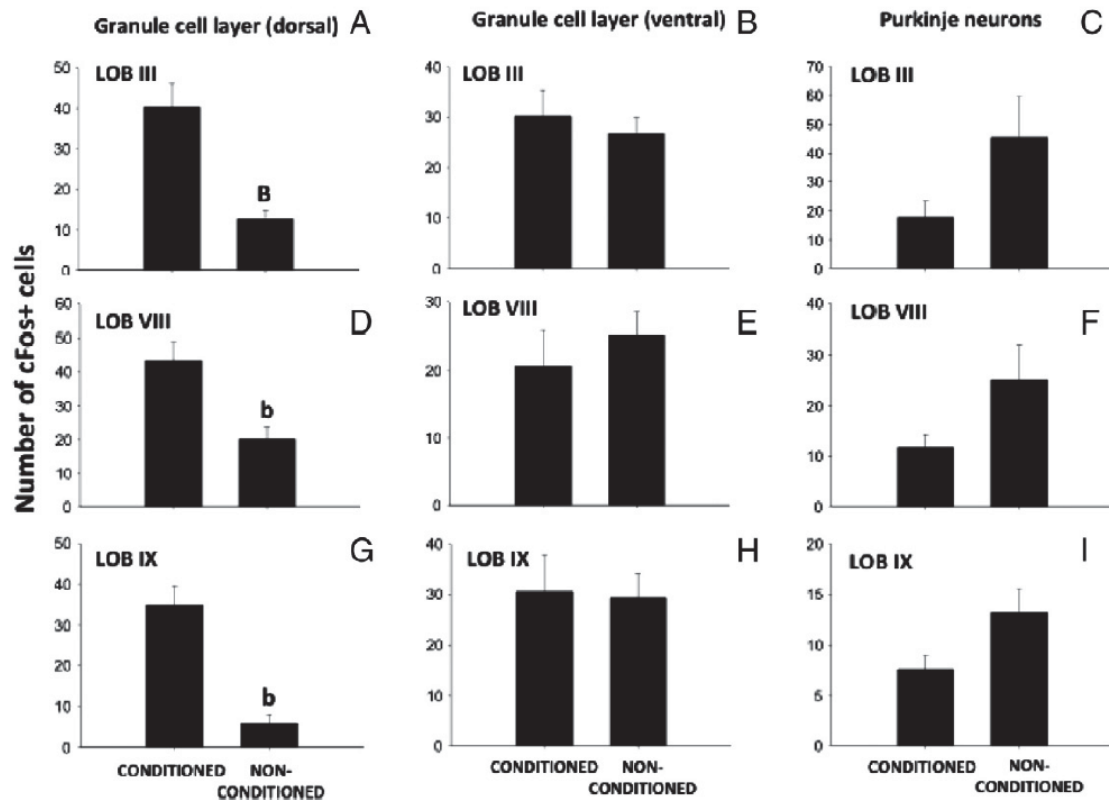 Granule cell layer (dorsal) A
Granule cell layer (ventral) B
Purkinje neurons C
Number of cFos+ cells
LOB III
50
40
30
20
10
0
B
LOB III
40
30
20
10
0
LOB III
70
60
50
40
30
20
10
0
LOB VIII D
60
50
40
30
20
10
0
b
LOB VIII E
30
20
10
0
LOB VIII F
40
30
20
10
0
LOB IX G
50
40
30
20
10
0
b
CONDITIONED NON-
CONDITIONED
LOB IX H
40
30
20
10
0
CONDITIONED NON-
CONDITIONED
LOB IX I
20
15
10
5
0
CONDITIONED NON-
CONDITIONED